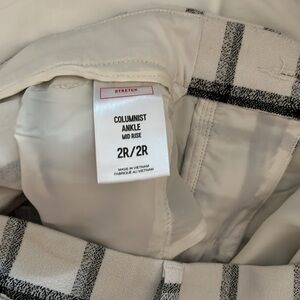 STRETCH
COLUMNIST
ANKLE
MID RISE
2R/2R
MADE IN VIETNAM
FABRIQUÉ AU VIETNAM